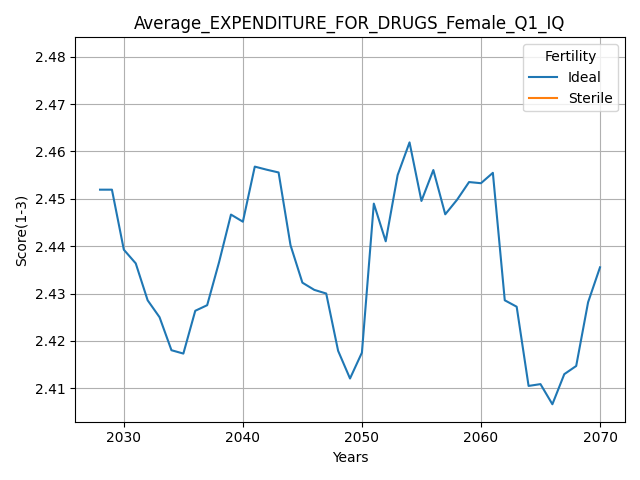 Average_EXPENDITURE_FOR_DRUGS_Female_Q1_IQ
Fertility
Ideal
Sterile
Score(1-3)
2.48
2.47
2.46
2.45
2.44
2.43
2.42
2.41
2030
2040
2050
2060
2070
Years